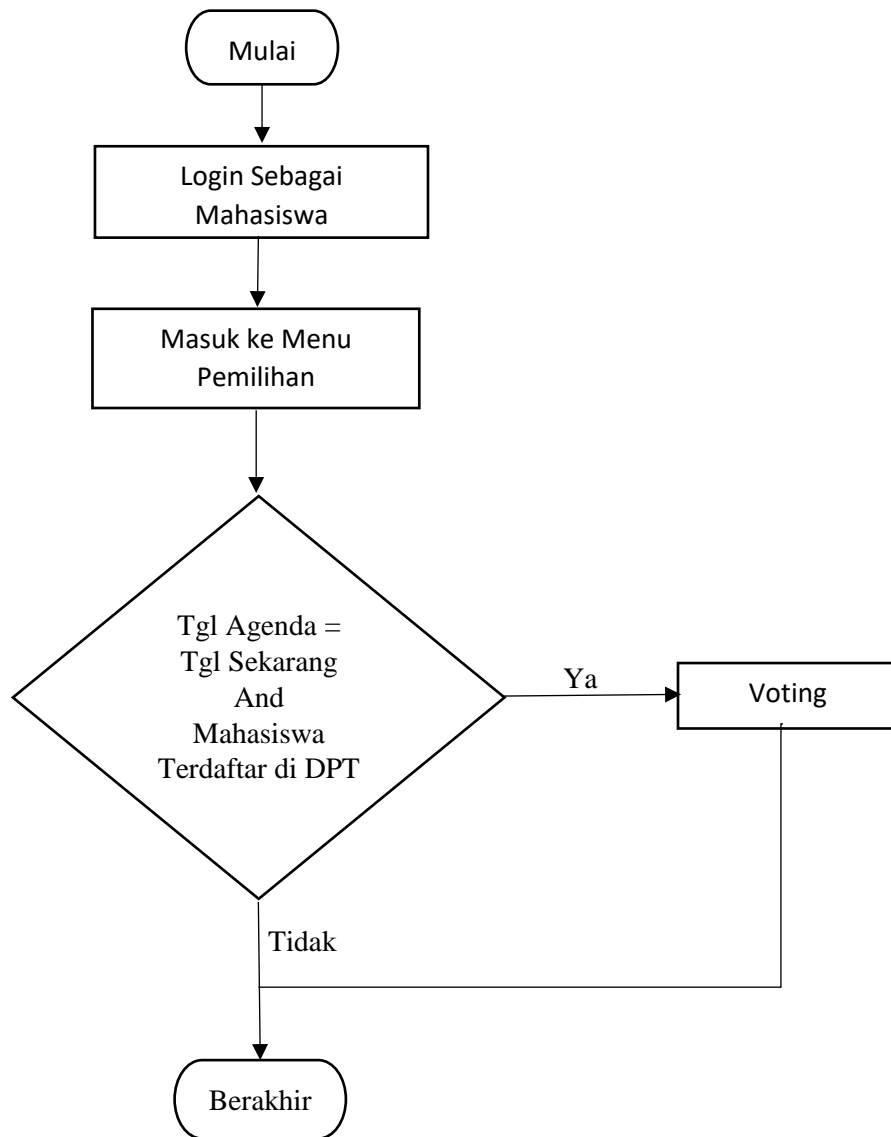 Mulai
Login Sebagai
Mahasiswa
Masuk ke Menu
Pemilihan
Tgl Agenda =
Tgl Sekarang
And
Mahasiswa
Terdaftar di DPT
Ya
Voting
Tidak
Berakhir